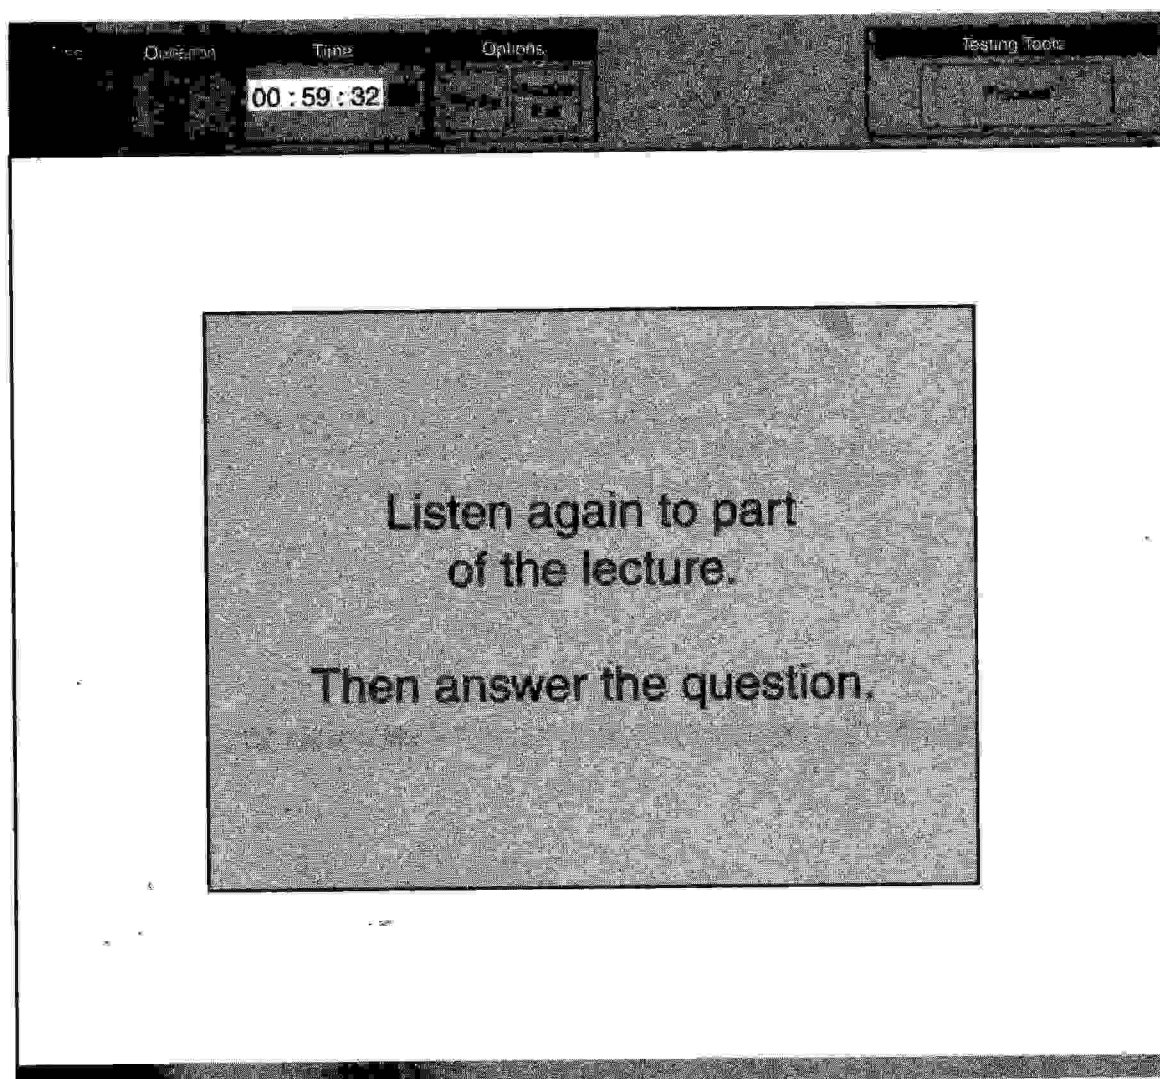 Question Time Options Testing Tools
00 : 59 : 32
Listen again to part
of the lecture.
Then answer the question.